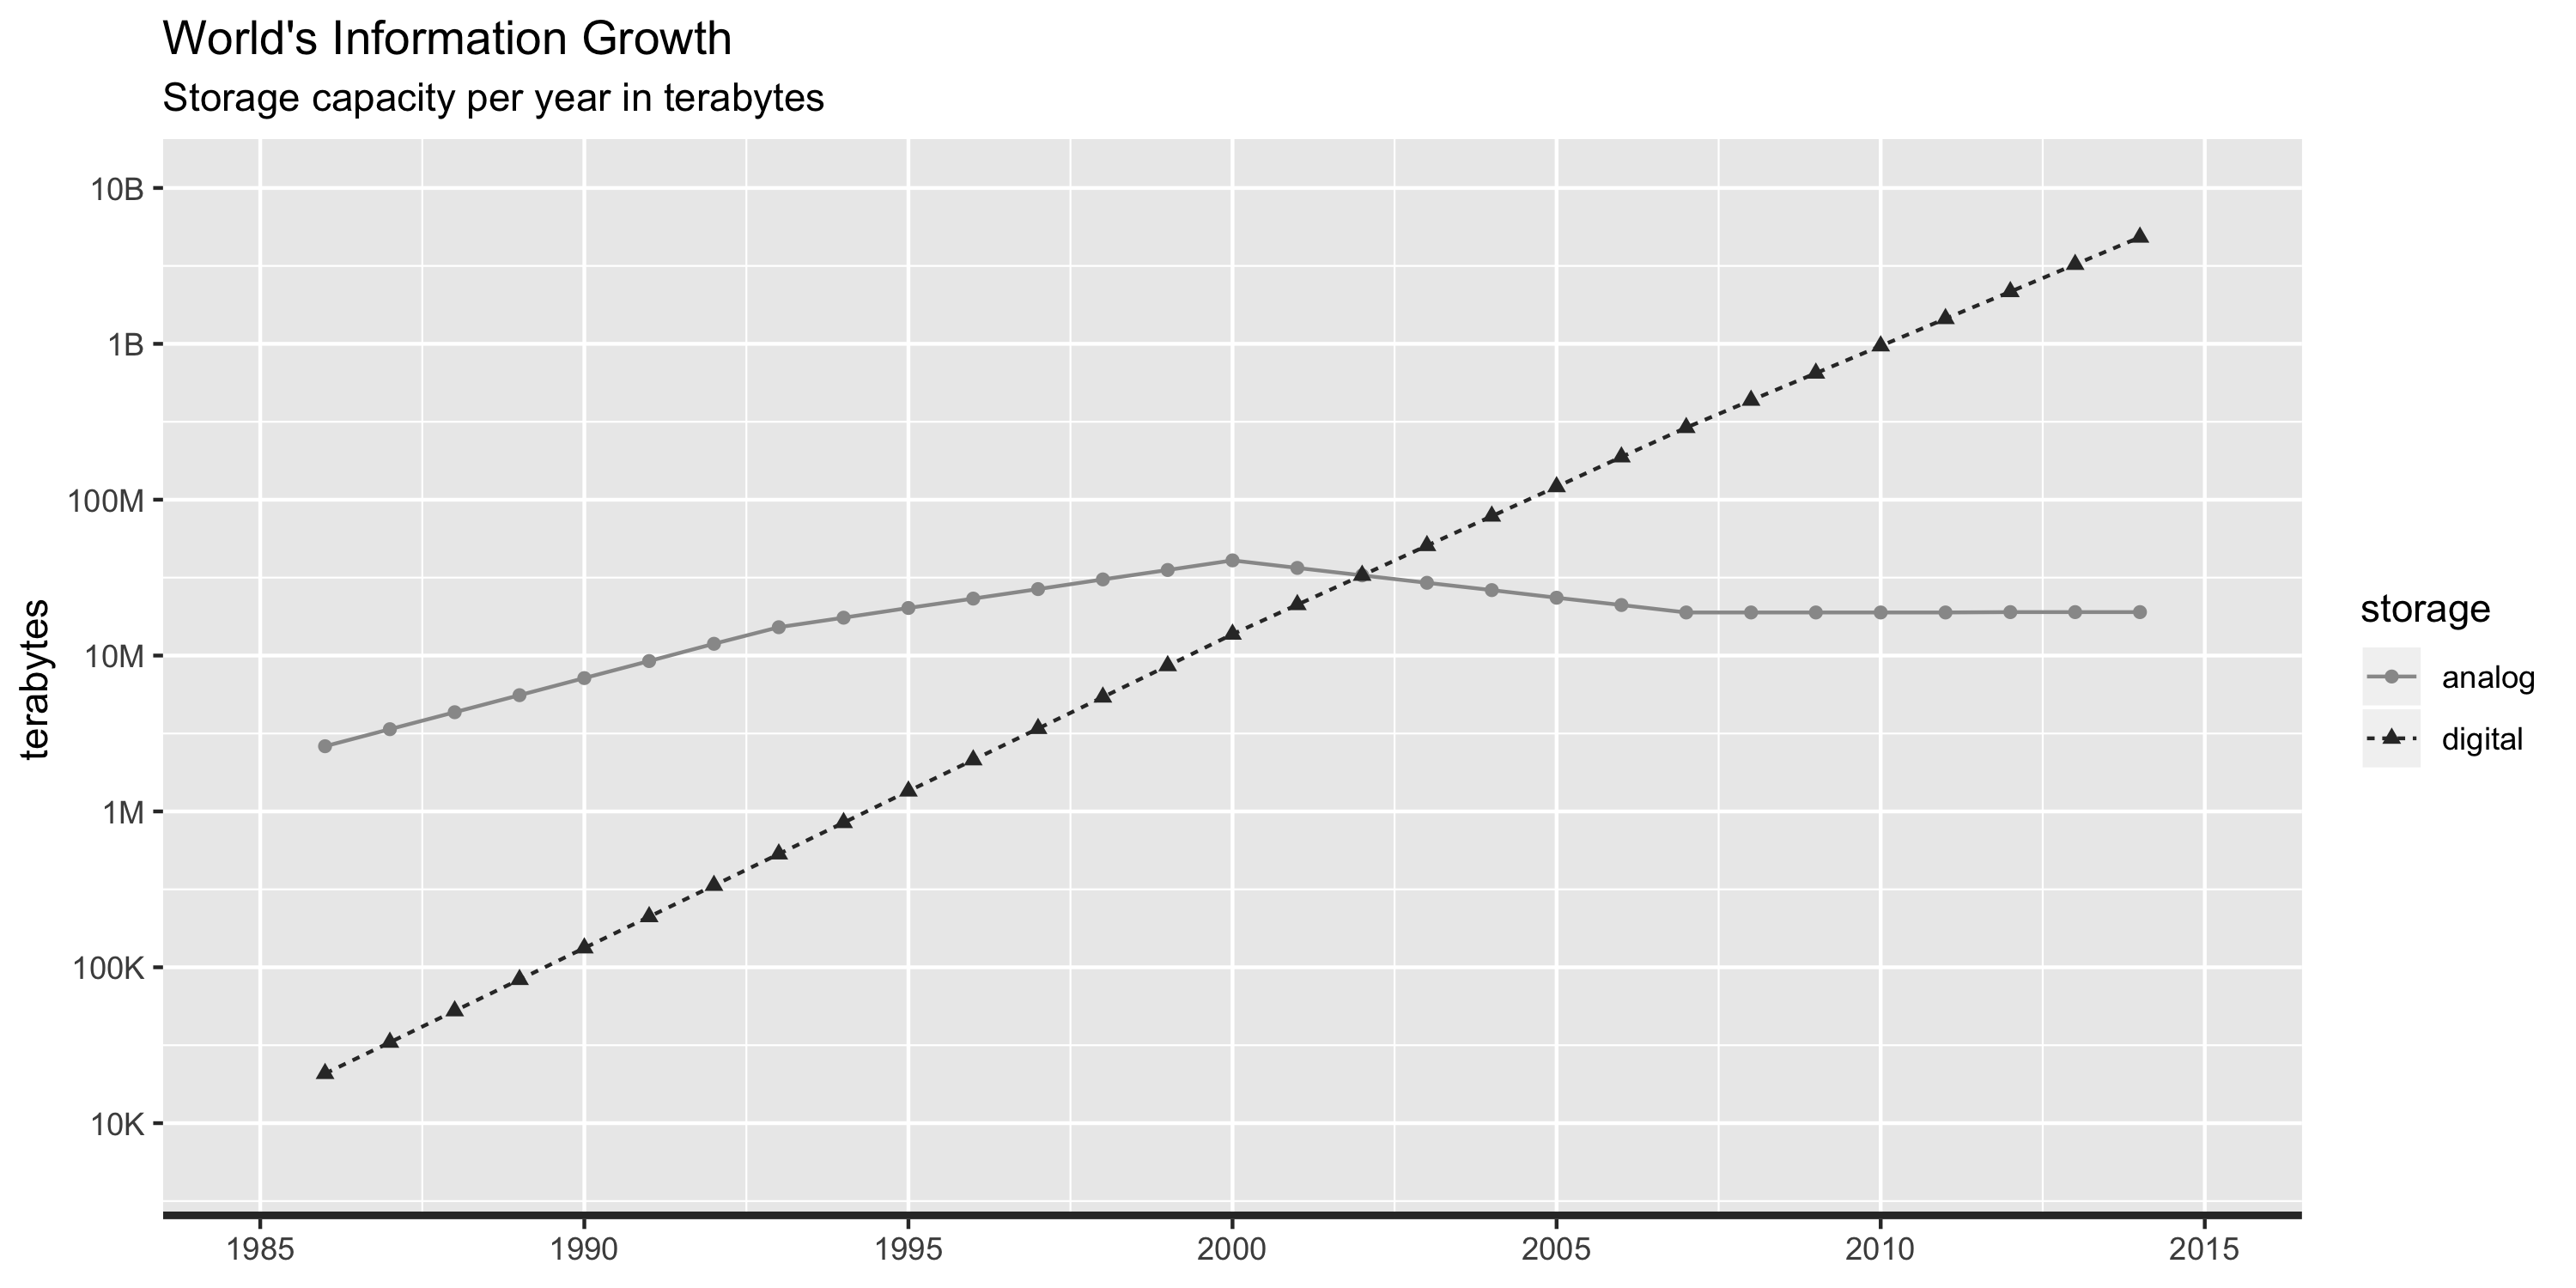 World's Information Growth
Storage capacity per year in terabytes
terabytes
10B
1B
100M
10M
1M
100K
10K
1985 1990 1995 2000 2005 2010 2015
storage
analog
digital